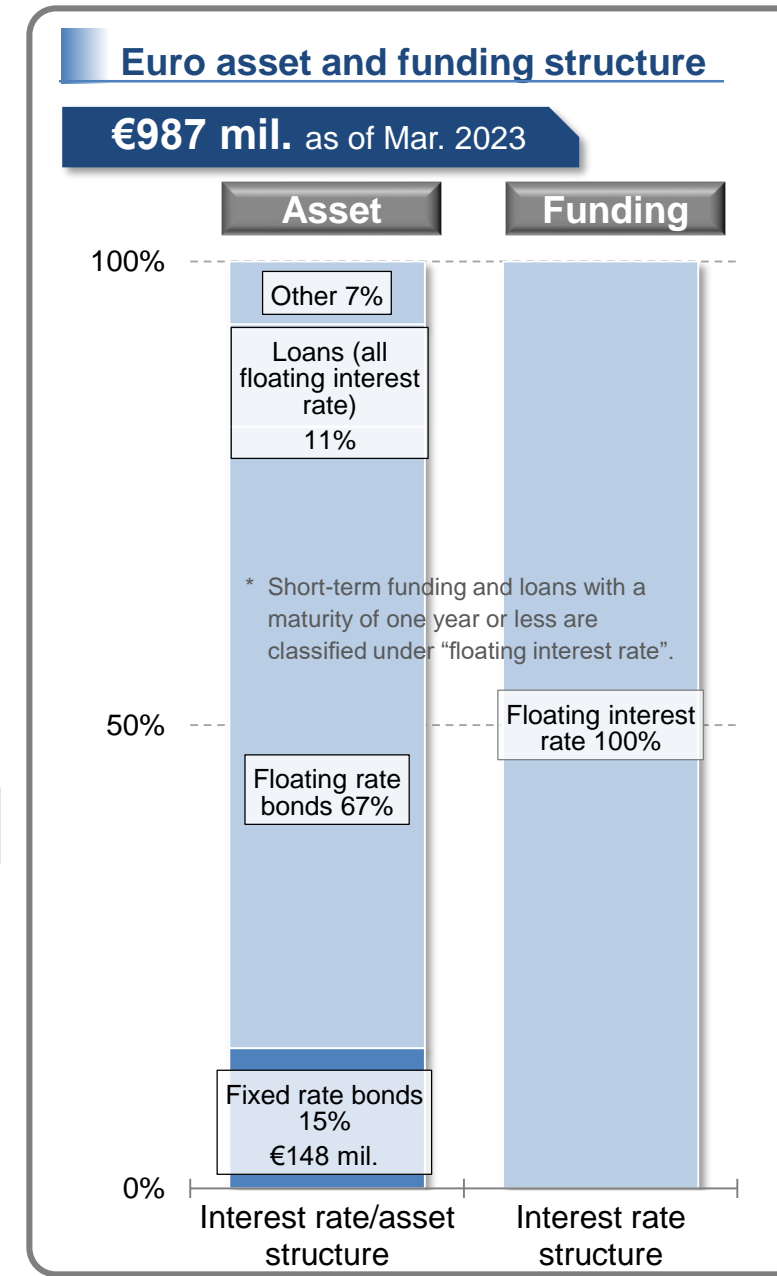 Euro asset and funding structure
€987 mil. as of Mar. 2023
Asset
Funding
100%
Other 7%
Loans (all
floating interest
rate)
11%
* Short-term funding and loans with a
maturity of one year or less are
classified under “floating interest rate”.
50%
Floating interest
rate 100%
Floating rate
bonds 67%
Fixed rate bonds
15%
€148 mil.
0%
Interest rate/asset
structure
Interest rate
structure